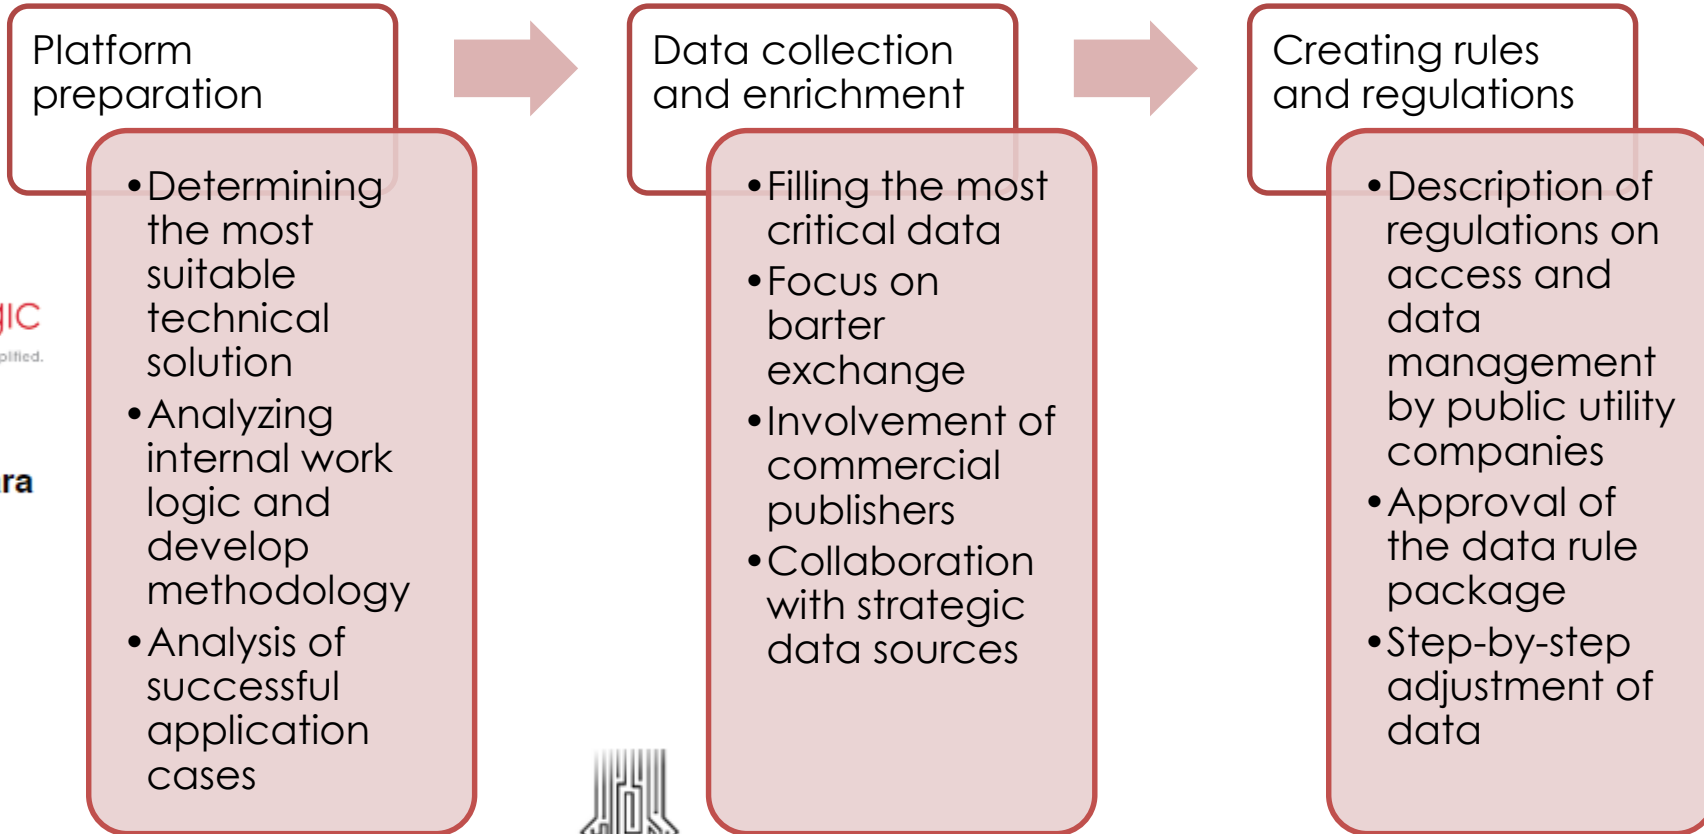 Platform
preparation
•Determining
the most
suitable
technical
solution
•Analyzing
internal work
logic and
develop
methodology
•Analysis of
successful
application
cases
Data collection
and enrichment
•Filling the most
critical data
•Focus on
barter
exchange
•Involvement of
commercial
publishers
•Collaboration
with strategic
data sources
Creating rules
and regulations
•Description of
regulations on
access and
data
management
by public utility
companies
•Approval of
the data rule
package
•Step-by-step
adjustment of
data